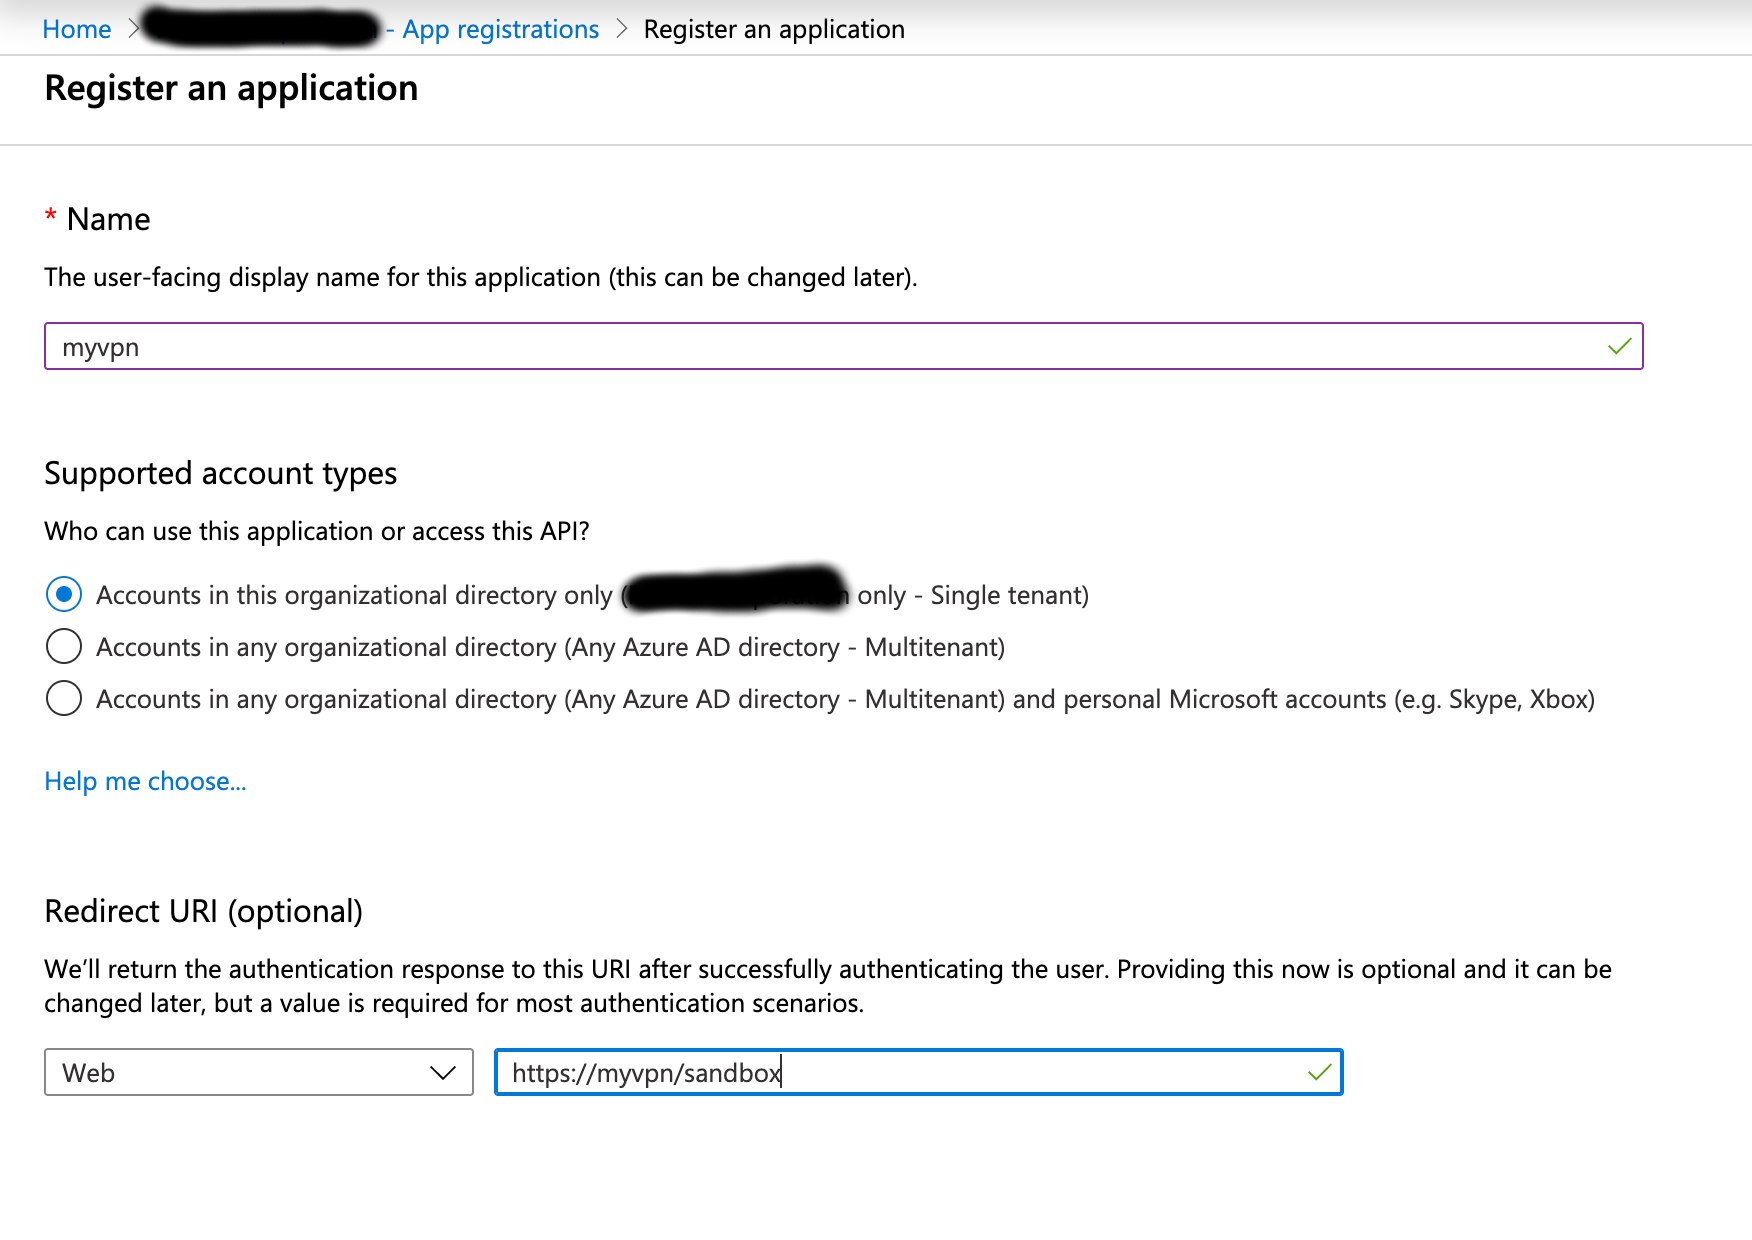 Home > - App registrations > Register an application
Register an application
* Name
The user-facing display name for this application (this can be changed later).
myvpn
Supported account types
Who can use this application or access this API?
Accounts in this organizational directory only ( only - Single tenant)
Accounts in any organizational directory (Any Azure AD directory - Multitenant)
Accounts in any organizational directory (Any Azure AD directory - Multitenant) and personal Microsoft accounts (e.g. Skype, Xbox)
Help me choose...
Redirect URI (optional)
We’ll return the authentication response to this URI after successfully authenticating the user. Providing this now is optional and it can be
changed later, but a value is required for most authentication scenarios.
Web
https://myvpn/sandbox